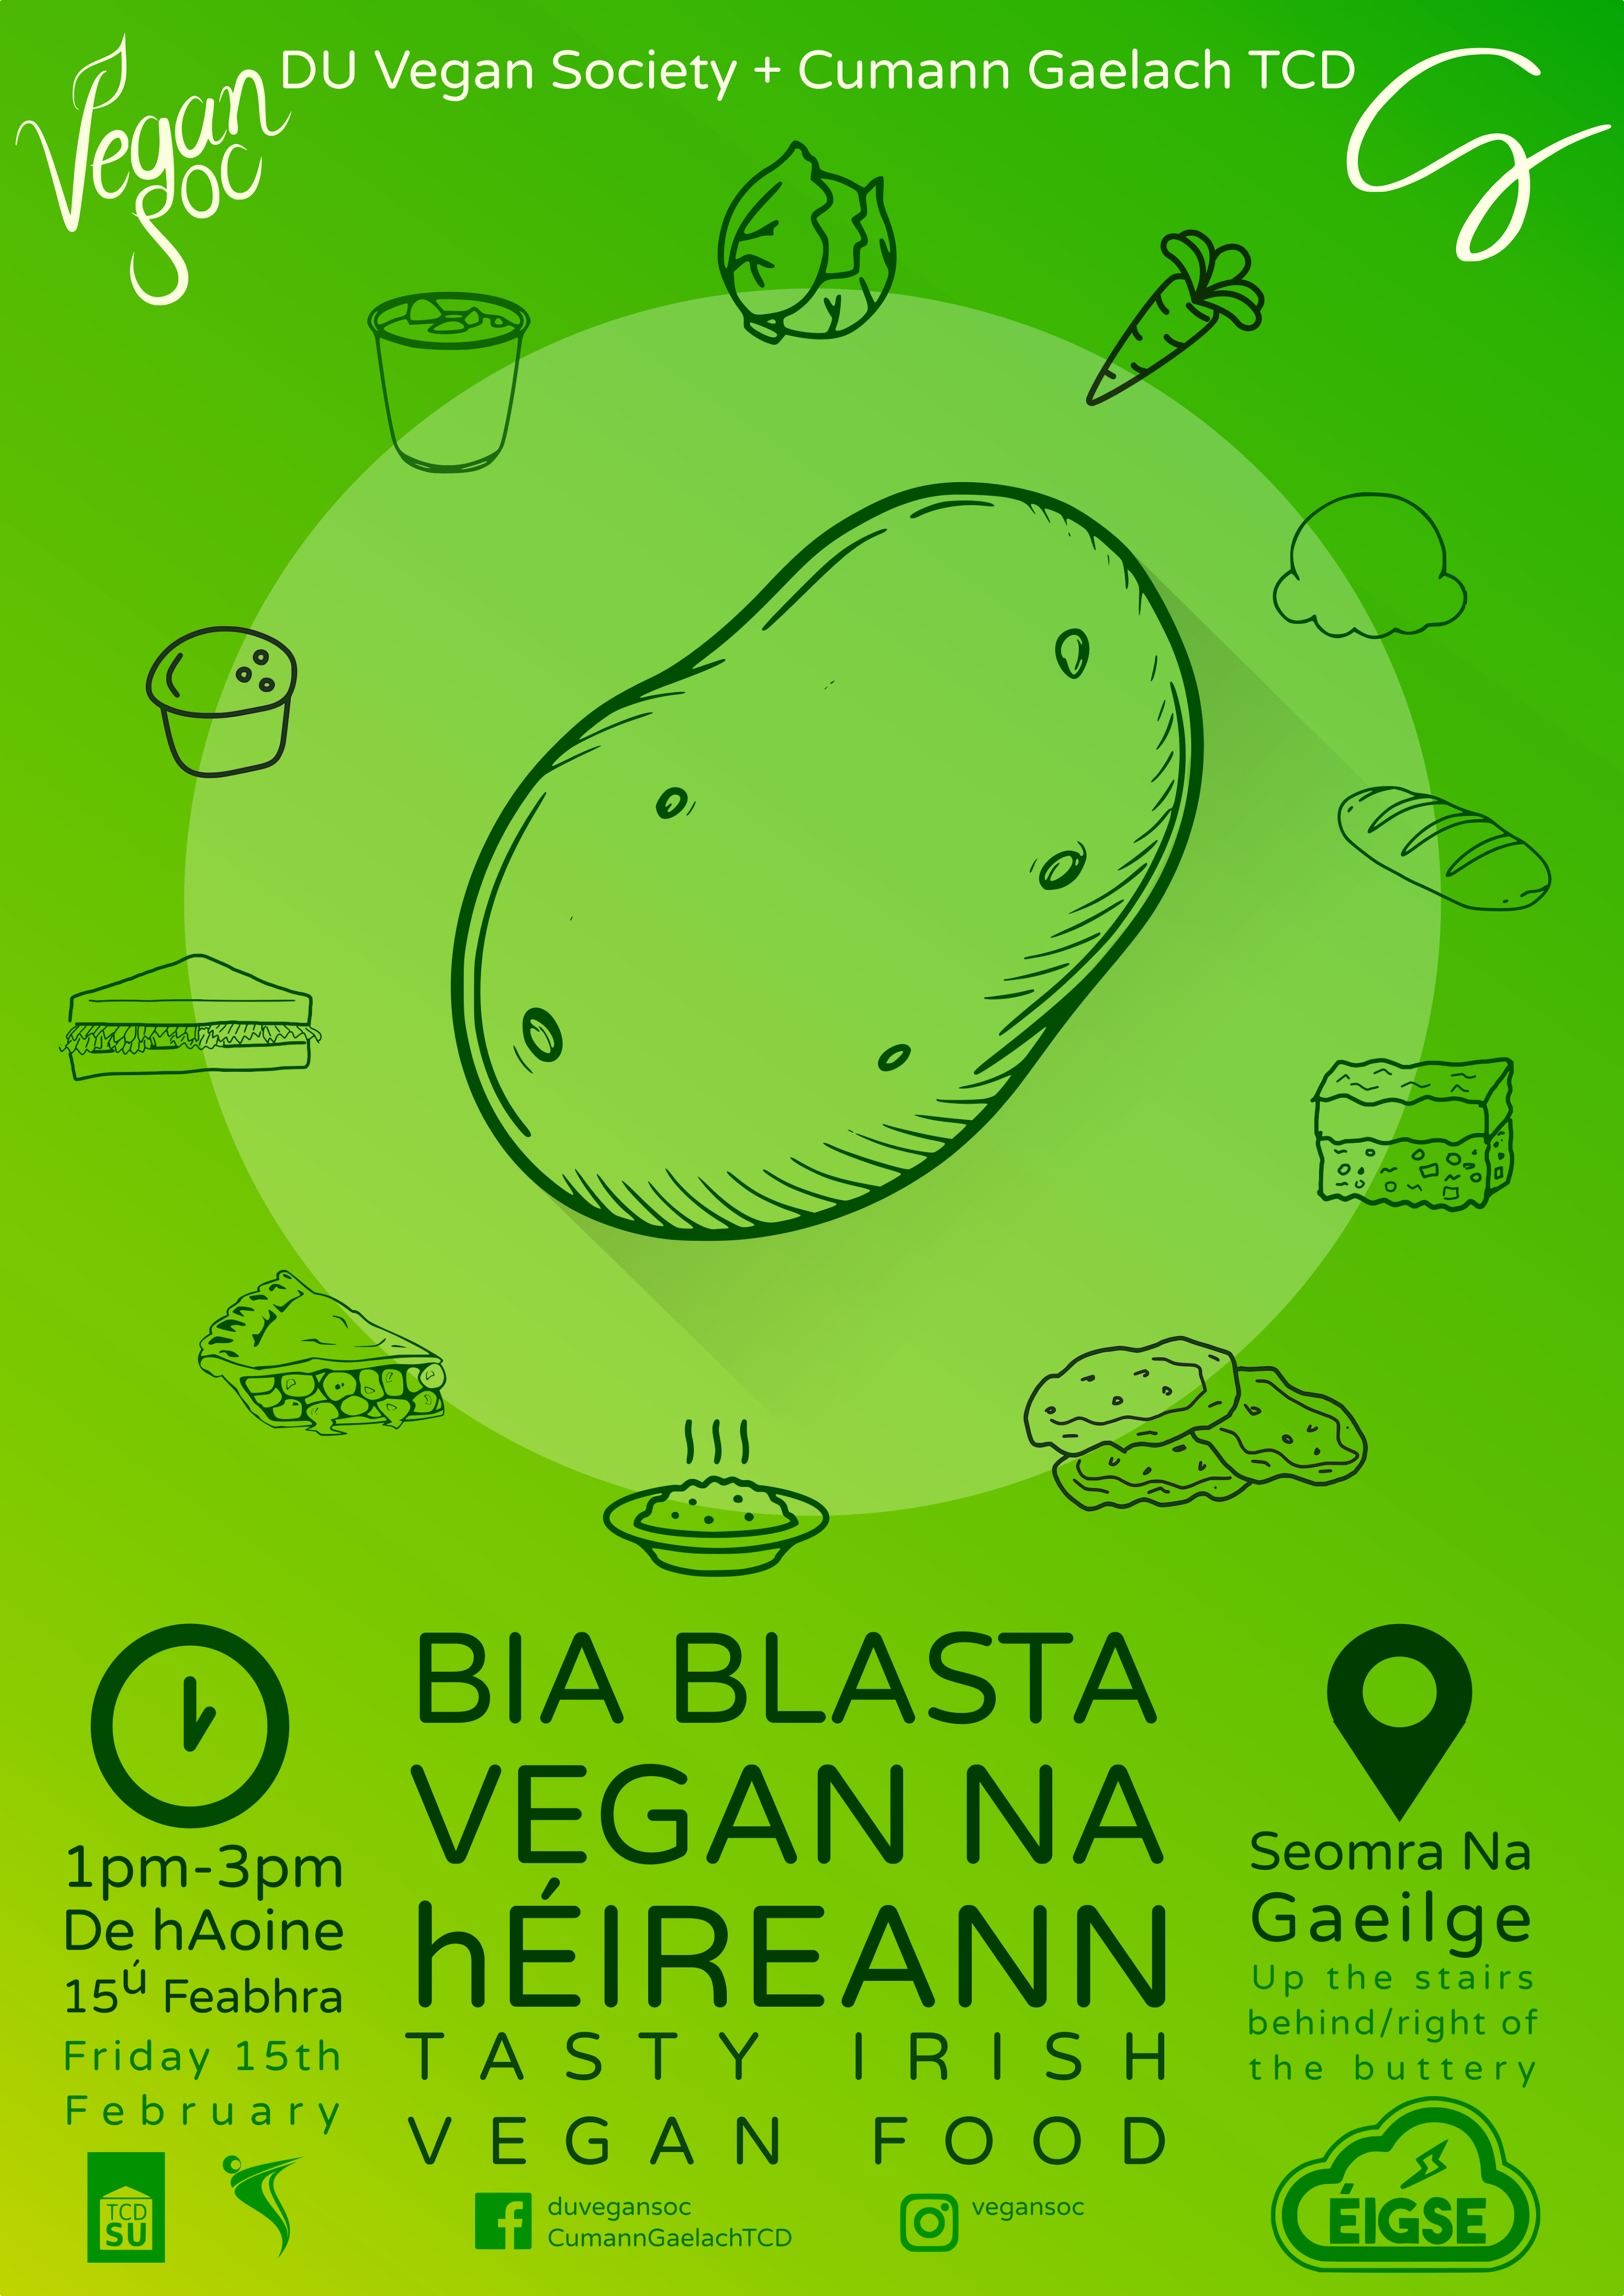 DU Vegan Society + Cumann Gaelach TCD
Vegan
Soc
G
BIA BLASTA
VEGAN NA
hÉIREANN
TASTY IRISH
VEGAN FOOD
1pm-3pm
De hAoine
15ú Feabhra
Friday 15th
February
Seomra Na
Gaeilge
Up the stairs
behind/right of
the buttery
TCD
SU
duvegansoc
CumannGaelachTCD
vegansoc
ÉIGSE